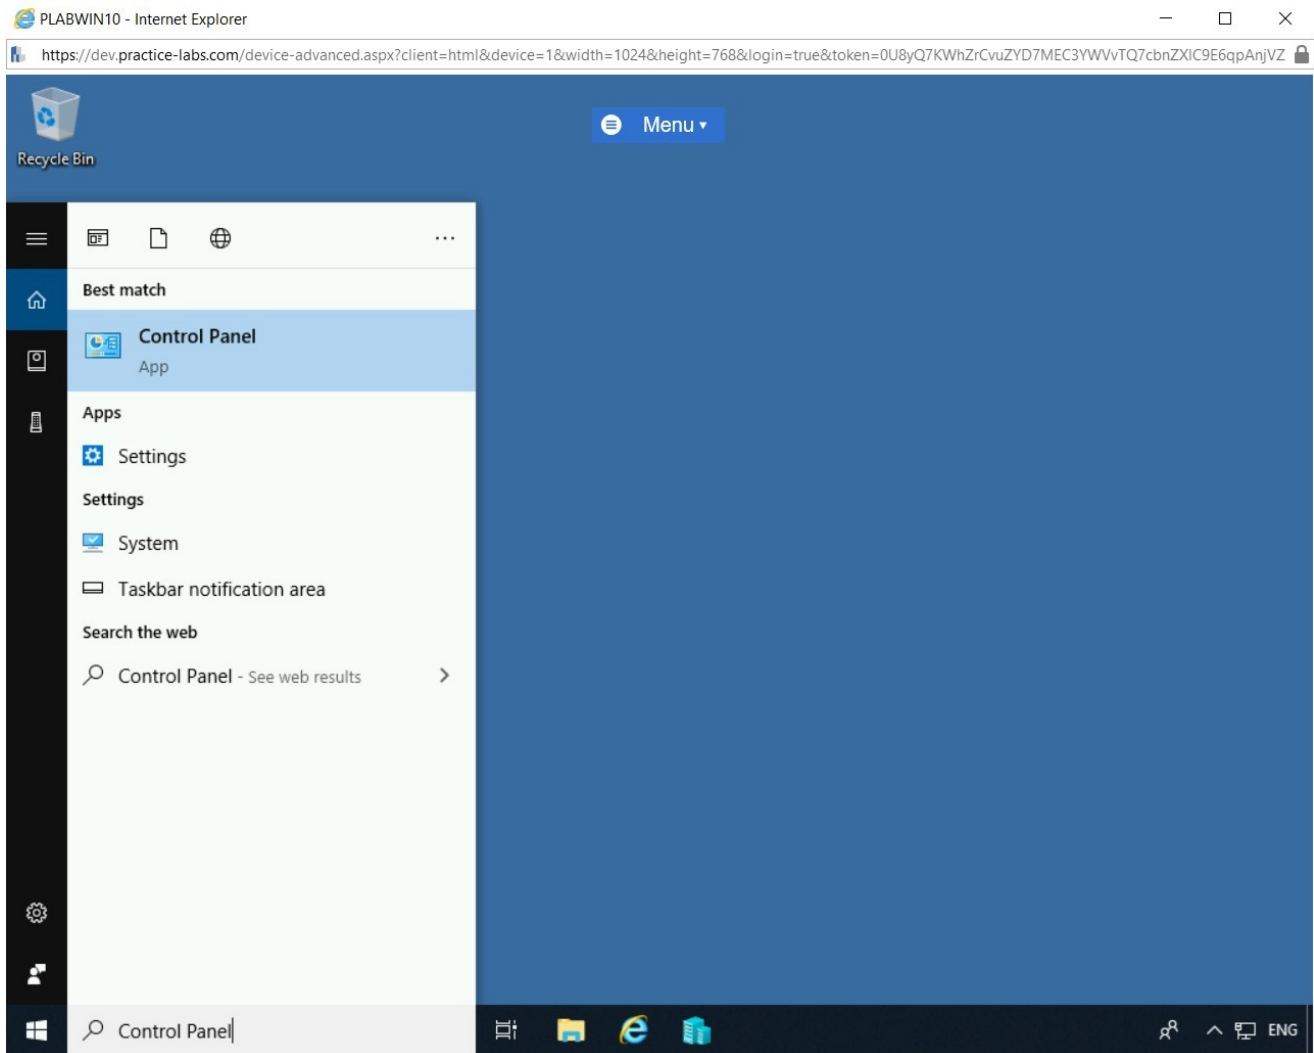 PLABWIN10 - Internet Explorer
https://dev.practice-labs.com/device-advanced.aspx?client=html&device=1&width=1024&height=768&login=true&token=0U8yQ7KWhZrCvuZYD7MEC3YWVvTQ7cbnZXlC9E6qpAnjVZ
Menu
Recycle Bin
Best match
Control Panel
App
Apps
Settings
Settings
System
Taskbar notification area
Search the web
Control Panel - See web results
Control Panel
ENG